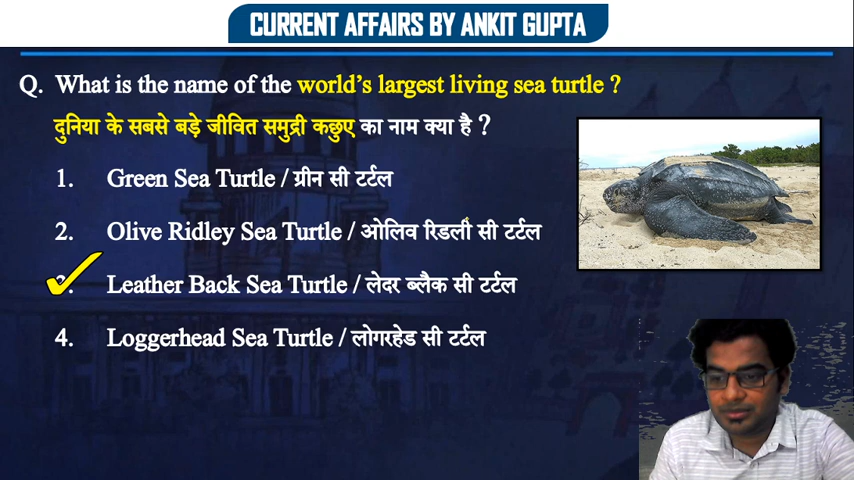 CURRENT AFFAIRS BY ANKIT GUPTA
Q. What is the name of the world's largest living sea turtle ?
दुनिया के सबसे बड़े जीवित समुद्री कछुए का नाम क्या है ?
1. Green Sea Turtle / ग्रीन सी टर्टल
2. Olive Ridley Sea Turtle / ओलिव रिडली सी टर्टल
3. Leather Back Sea Turtle / लेदर ब्लैक सी टर्टल
4. Loggerhead Sea Turtle / लोगरहेड सी टर्टल